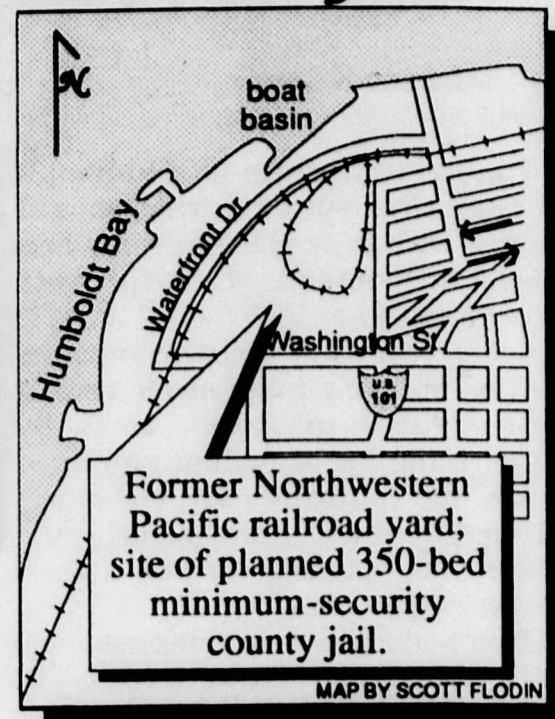 N
boat
basin
Humboldt Bay
Waterfront Dr.
Washington St.
U.S.
101
Former Northwestern
Pacific railroad yard;
site of planned 350-bed
minimum-security
county jail.
MAP BY SCOTT FLODIN